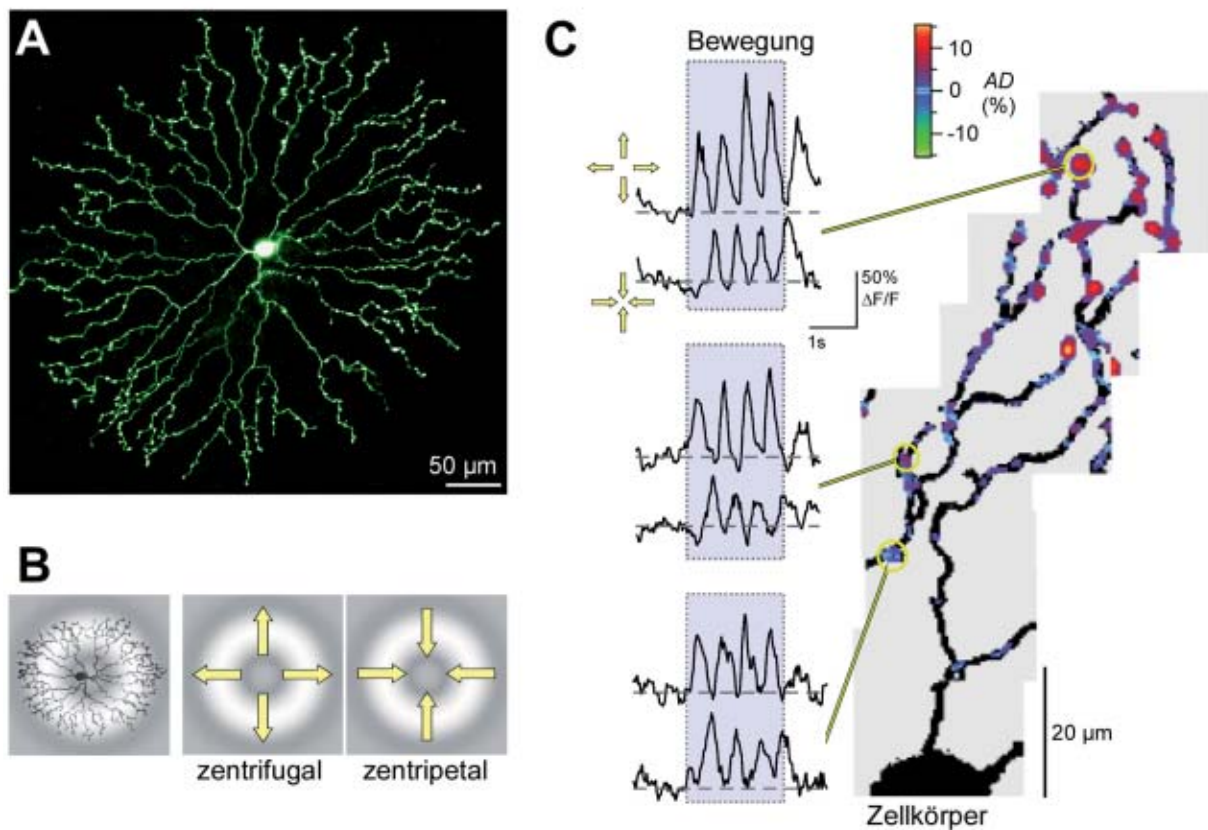 A
50 µm
B
zentrifugal
zentripetal
C
Bewegung
10
0
-10
AD
(%)
50%
ΔF/F
1s
20 µm
Zellkörper